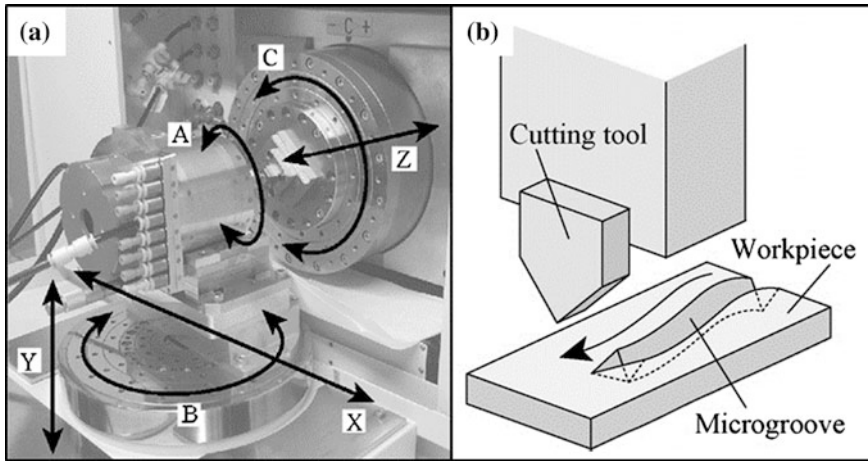 (a)
- C +
C
A
Z
Y
B
X
(b)
Cutting tool
Workpiece
Microgroove